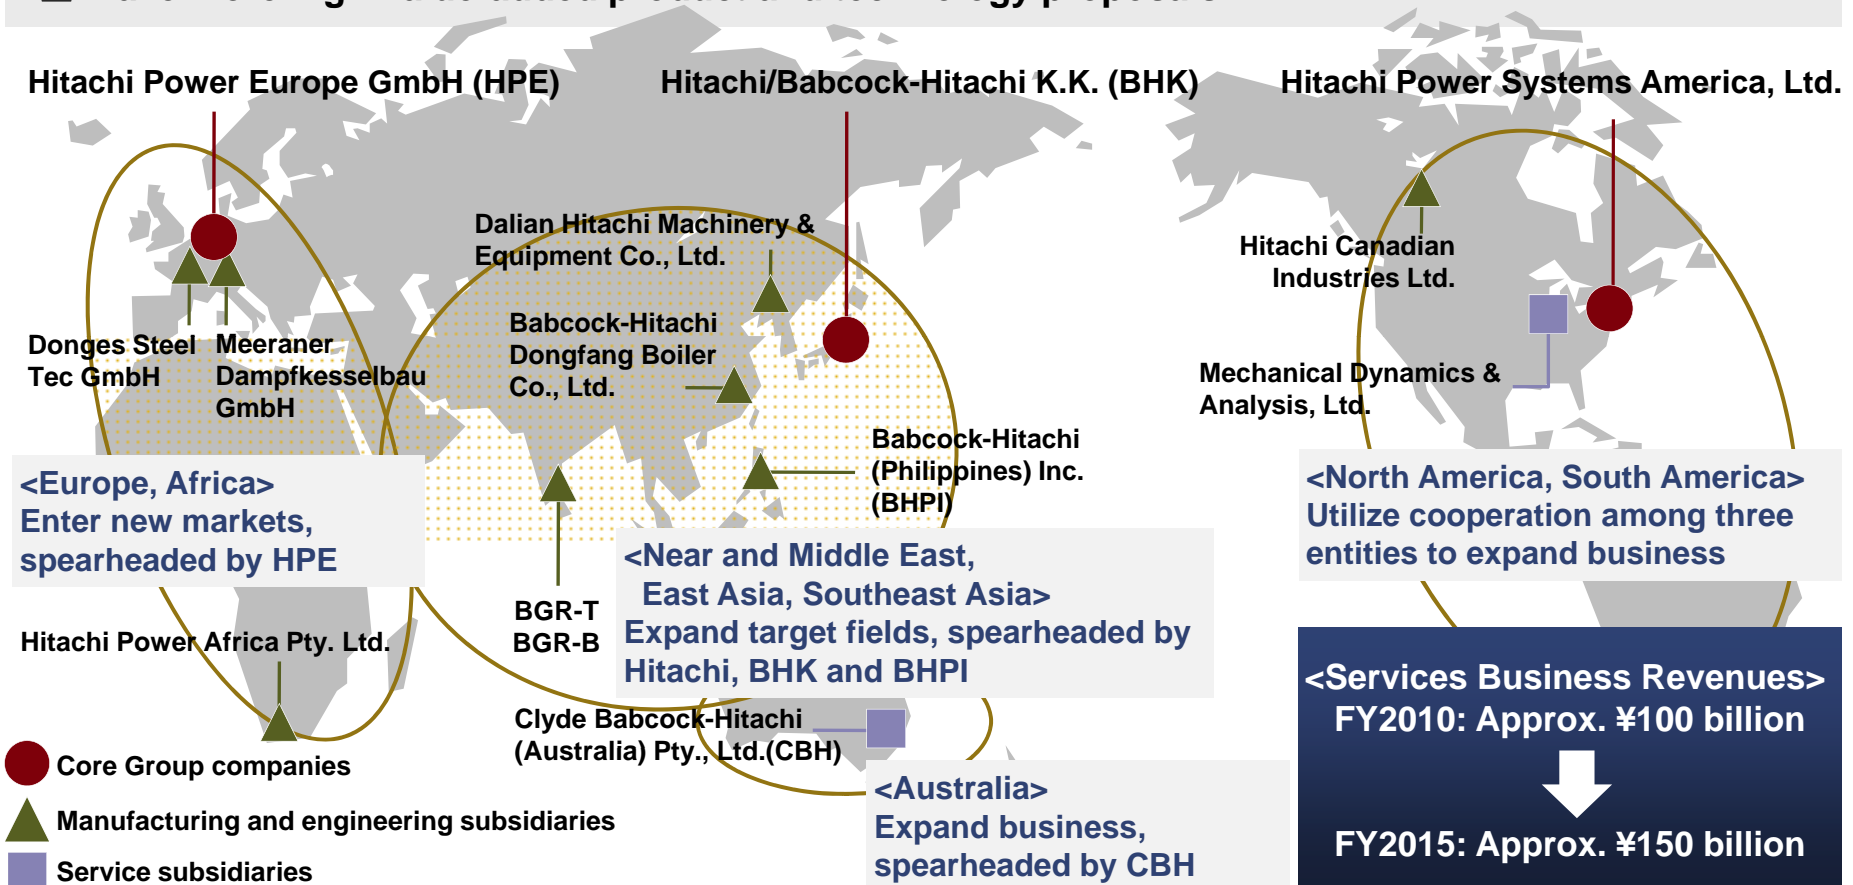 Hitachi Power Europe GmbH (HPE)
Hitachi/Babcock-Hitachi K.K. (BHK)
Hitachi Power Systems America, Ltd.
Dalian Hitachi Machinery &
Equipment Co., Ltd.
Hitachi Canadian
Industries Ltd.
Babcock-Hitachi
Dongfang Boiler
Co., Ltd.
Donges Steel
Tec GmbH
Meeraner
Dampfkesselbau
GmbH
Mechanical Dynamics &
Analysis, Ltd.
Babcock-Hitachi
(Philippines) Inc.
(BHPI)
<Europe, Africa>
Enter new markets,
spearheaded by HPE
<North America, South America>
Utilize cooperation among three
entities to expand business
<Near and Middle East,
East Asia, Southeast Asia>
Expand target fields, spearheaded by
Hitachi, BHK and BHPI
BGR-T
BGR-B
Hitachi Power Africa Pty. Ltd.
Clyde Babcock-Hitachi
(Australia) Pty., Ltd.(CBH)
<Services Business Revenues>
FY2010: Approx. ¥100 billion
FY2015: Approx. ¥150 billion
<Australia>
Expand business,
spearheaded by CBH
Core Group companies
Manufacturing and engineering subsidiaries
Service subsidiaries